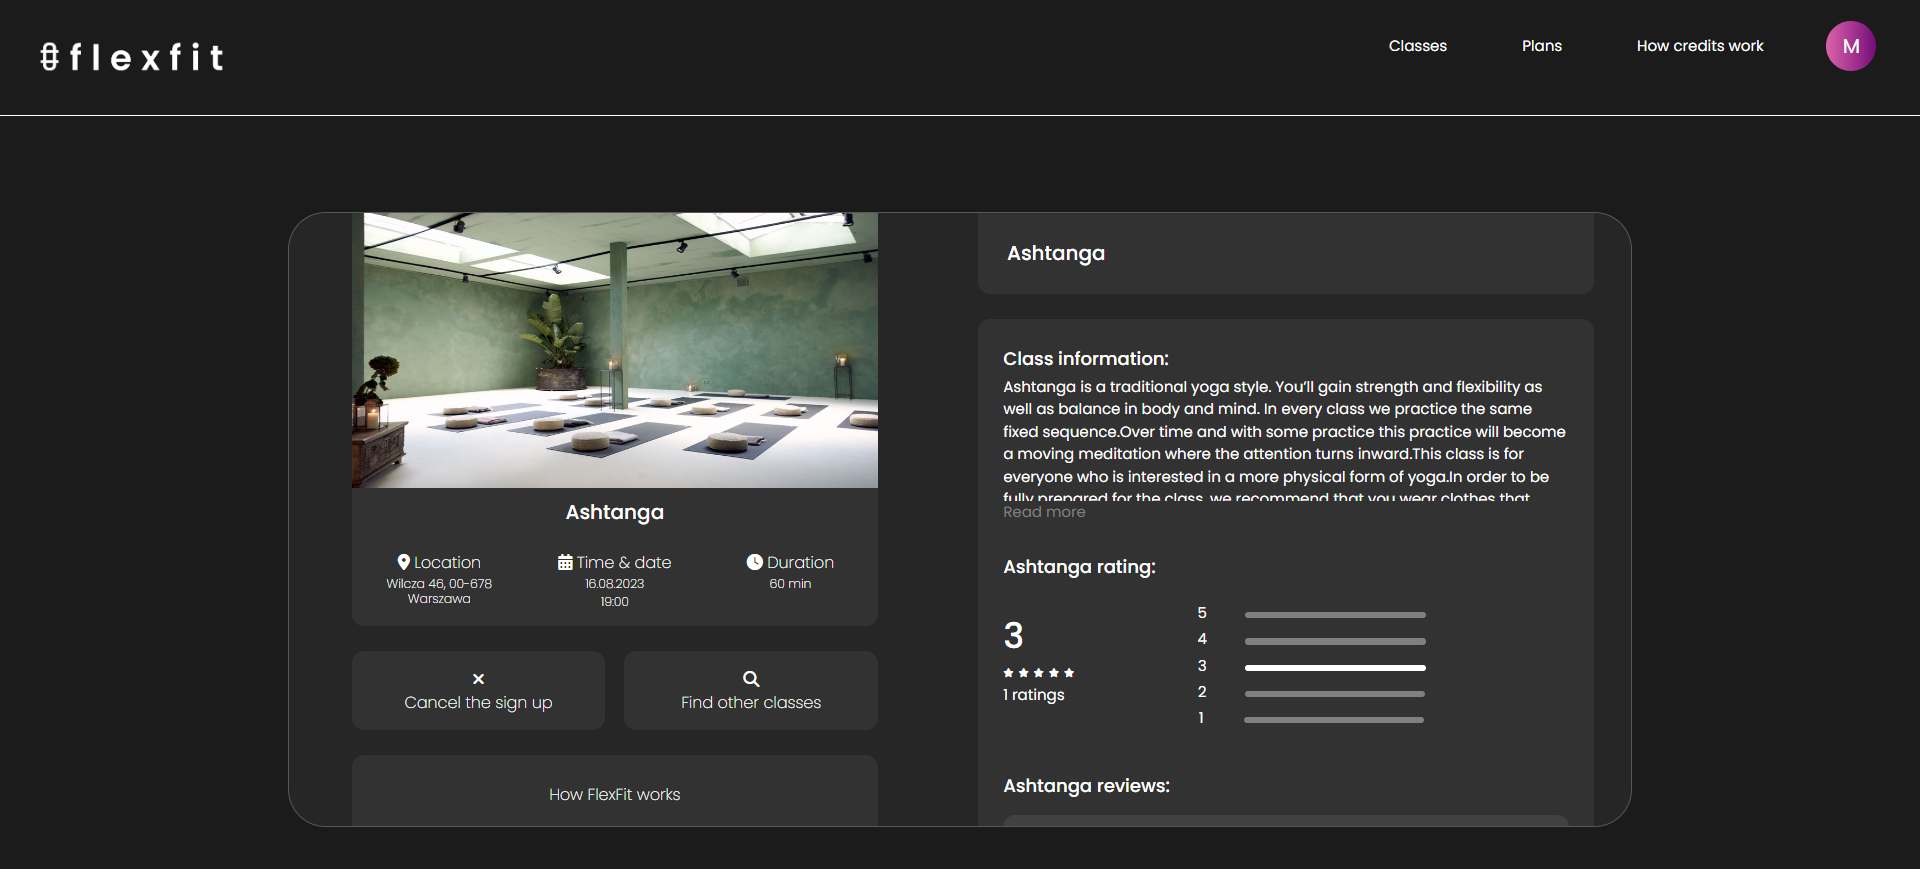 flexfit
Classes
Plans
How credits work
M
Ashtanga
Location
Wilcza 46, 00-678
Warszawa
Time & date
16.08.2023
19:00
Duration
60 min
Cancel the sign up
Find other classes
How FlexFit works
Ashtanga
Class information:
Ashtanga is a traditional yoga style. You’ll gain strength and flexibility as
well as balance in body and mind. In every class we practice the same
fixed sequence.Over time and with some practice this practice will become
a moving meditation where the attention turns inward.This class is for
everyone who is interested in a more physical form of yoga.In order to be
fully prepared for the class, we recommend that you wear clothes that
Read more
Ashtanga rating:
3
1 ratings
5
4
3
2
1
Ashtanga reviews: